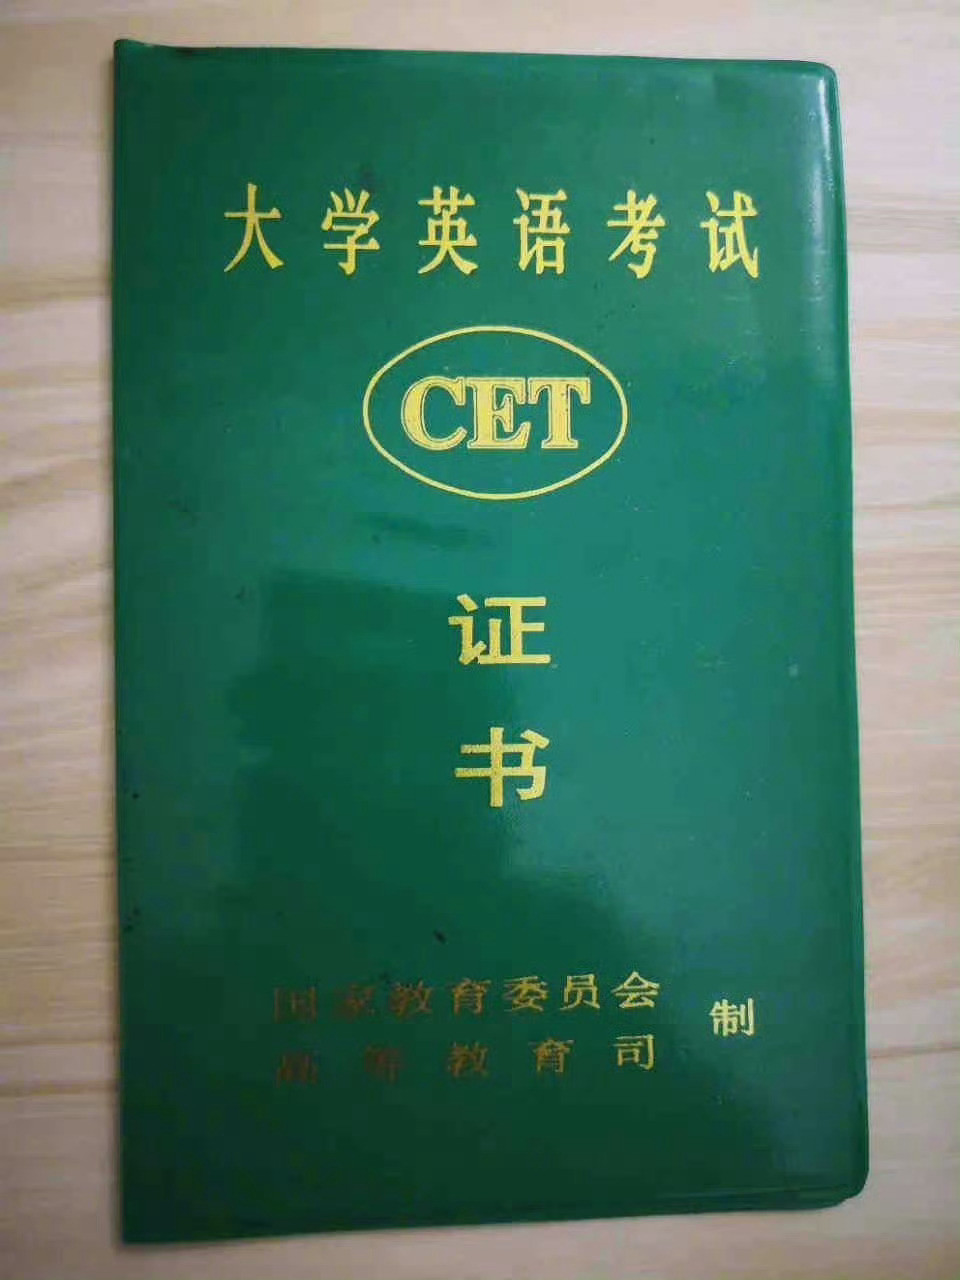 大学英语考试
CET
证
书
国家教育委员会
高等教育司
制